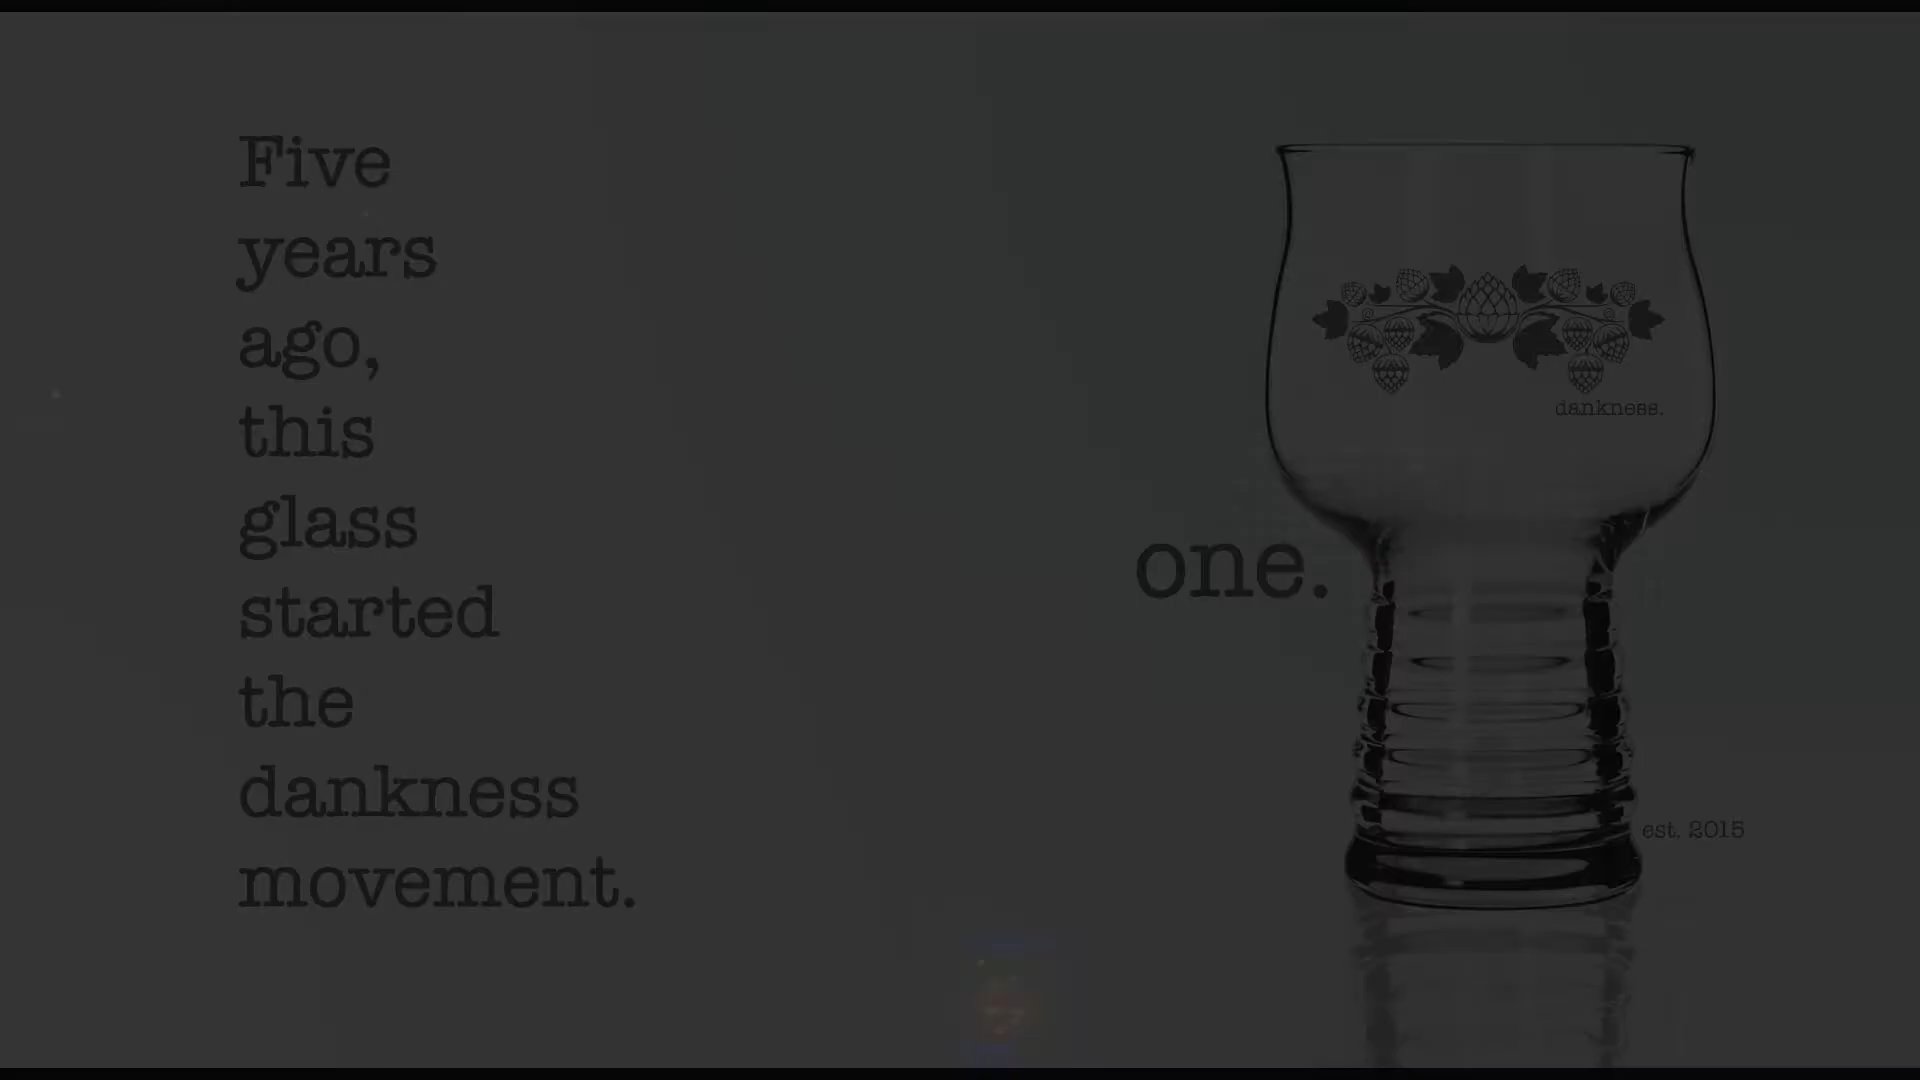 Five
years
ago,
this
glass
started
the
dankness
movement.
one.
dankness.
est. 2015